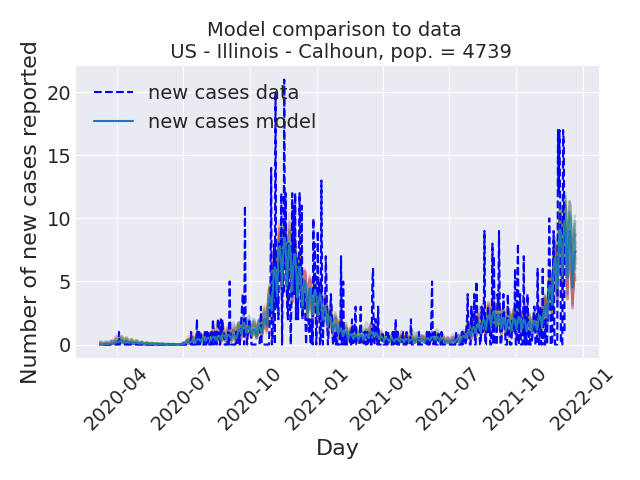 Model comparison to data
US - Illinois - Calhoun, pop. = 4739
new cases data
new cases model
Number of new cases reported
20
15
10
5
0
2020-04
2020-07
2020-10
2021-01
2021-04
2021-07
2021-10
2022-01
Day